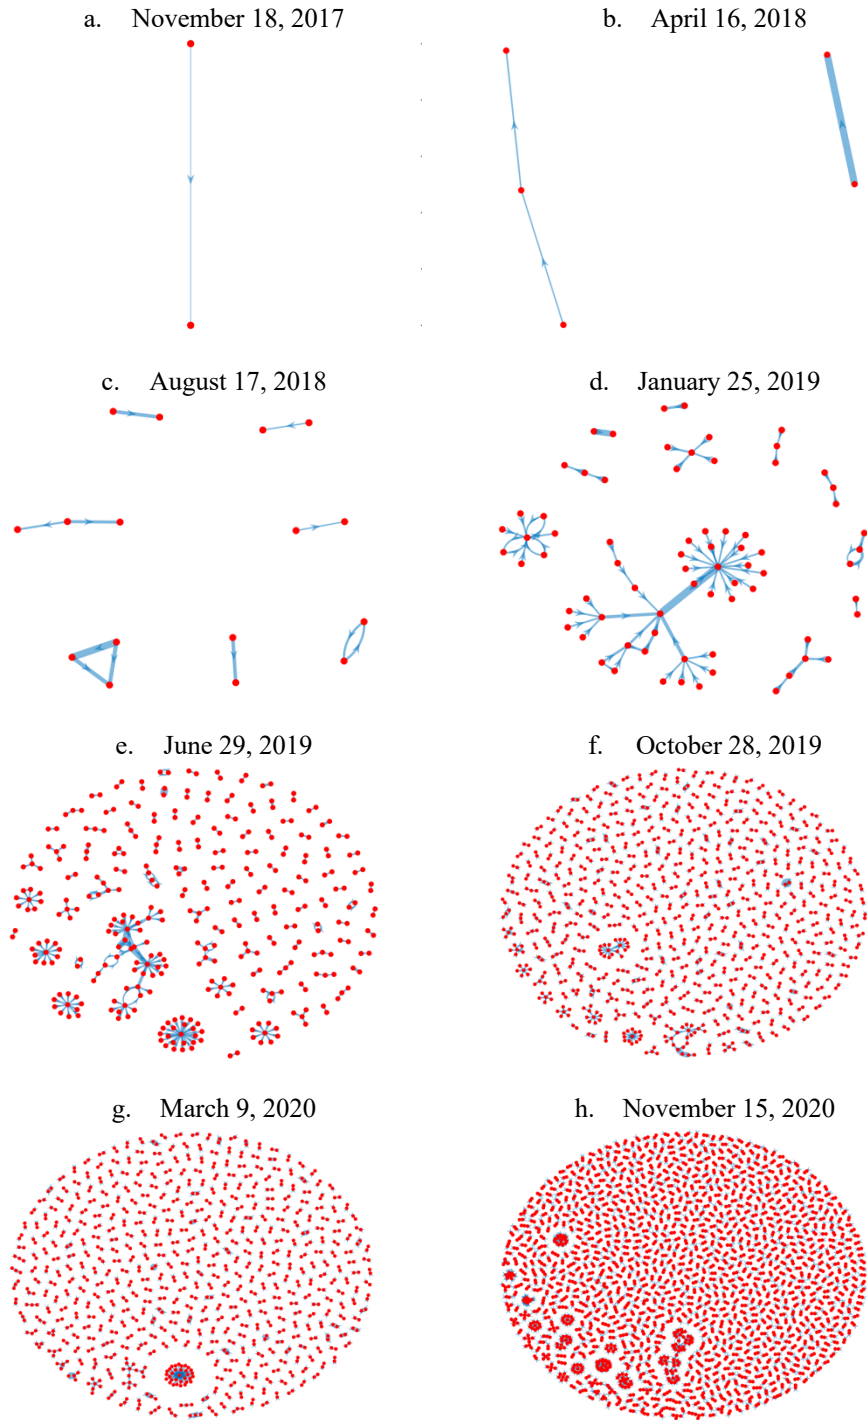 a. November 18, 2017
b. April 16, 2018
c. August 17, 2018
d. January 25, 2019
e. June 29, 2019
f. October 28, 2019
g. March 9, 2020
h. November 15, 2020